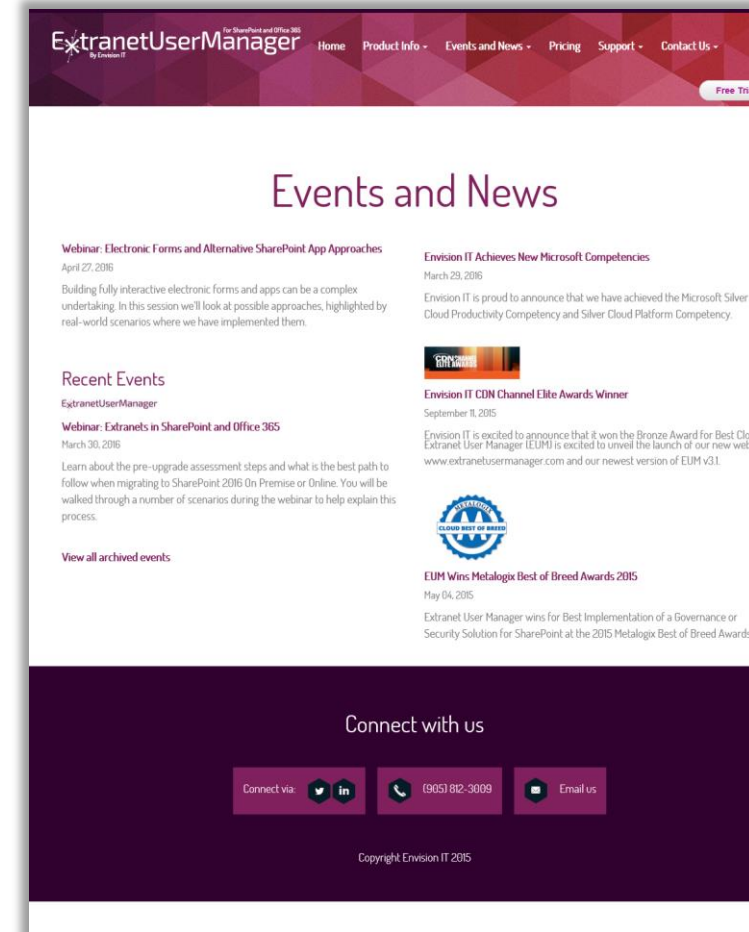 For SharePoint and Office 365
ExtranetUserManager
By Envision IT
Home Product Info Events and News Pricing Support Contact Us
Free Tri
Events and News
Webinar: Electronic Forms and Alternative SharePoint App Approaches
April 27, 2016
Building fully interactive electronic forms and apps can be a complex
undertaking. In this session we'll look at possible approaches, highlighted by
real-world scenarios where we have implemented them.
Recent Events
ExtranetUserManager
Webinar: Extranets in SharePoint and Office 365
March 30, 2016
Learn about the pre-upgrade assessment steps and what is the best path to
follow when migrating to SharePoint 2016 On Premise or Online. You will be
walked through a number of scenarios during the webinar to help explain this
process.
View all archived events
Envision IT Achieves New Microsoft Competencies
March 29, 2016
Envision IT is proud to announce that we have achieved the Microsoft Silver
Cloud Productivity Competency and Silver Cloud Platform Competency.
CDN CHANNEL
ELITE AWARDS
Envision IT CDN Channel Elite Awards Winner
September 11, 2015
Envision IT is excited to announce that it won the Bronze Award for Best Clo
Extranet User Manager (EUM) is excited to unveil the launch of our new web
www.extranetusermanager.com and our newest version of EUM v3.1.
METALOGIX
CLOUD BEST OF BREED
EUM Wins Metalogix Best of Breed Awards 2015
May 04, 2015
Extranet User Manager wins for Best Implementation of a Governance or
Security Solution for SharePoint at the 2015 Metalogix Best of Breed Awards
Connect with us
Connect via: in (905) 812-3009 Email us
Copyright Envision IT 2015